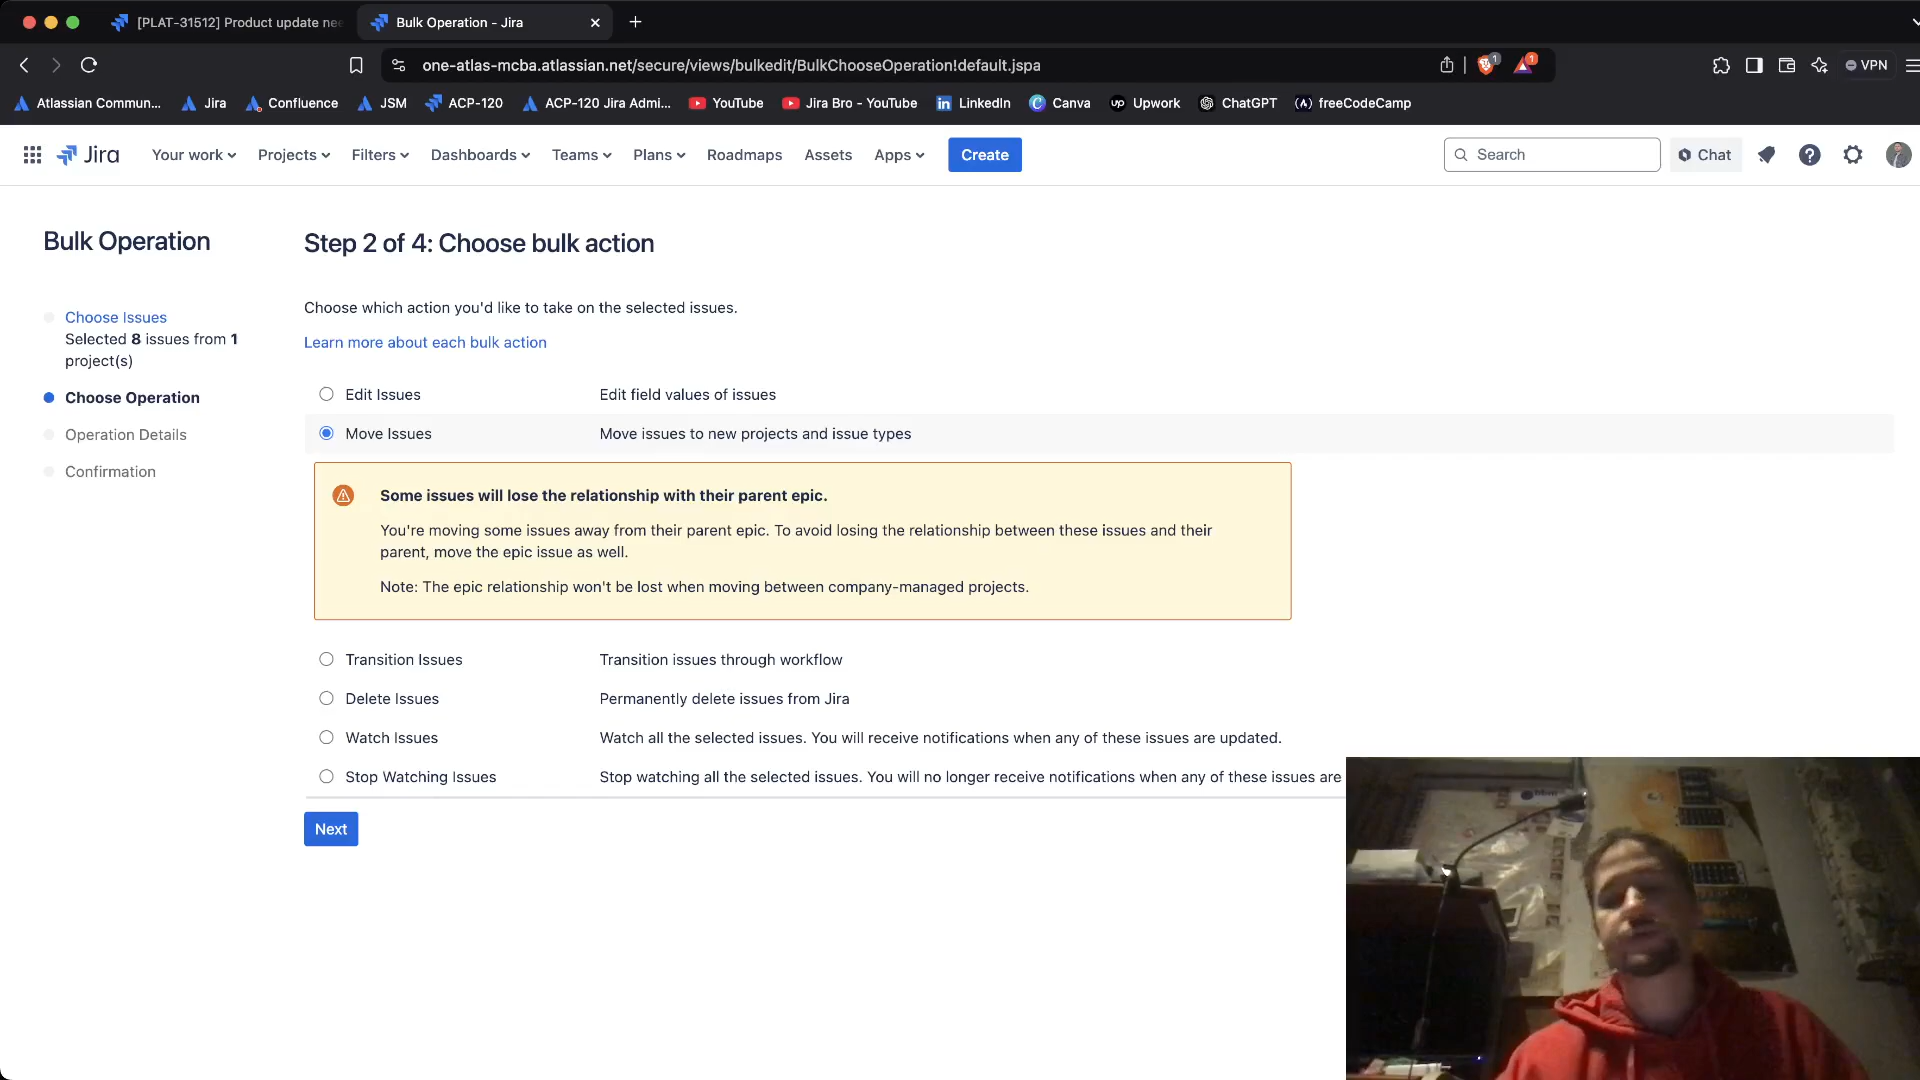 [PLAT-31512] Product update nee
Bulk Operation - Jira
one-atlas-mcba.atlassian.net/secure/views/bulkedit/BulkChooseOperation!default.jspa
1
1
VPN
Atlassian Commun...
Jira
Confluence
JSM
ACP-120
ACP-120 Jira Admi...
YouTube
Jira Bro - YouTube
LinkedIn
Canva
Upwork
ChatGPT
freeCodeCamp
Jira
Your work
Projects
Filters
Dashboards
Teams
Plans
Roadmaps
Assets
Apps
Create
Search
Chat
Bulk Operation
Choose Issues
Selected 8 issues from 1
project(s)
Choose Operation
Operation Details
Confirmation
Step 2 of 4: Choose bulk action
Choose which action you'd like to take on the selected issues.
Learn more about each bulk action
Edit Issues Edit field values of issues
Move Issues Move issues to new projects and issue types
Some issues will lose the relationship with their parent epic.
You're moving some issues away from their parent epic. To avoid losing the relationship between these issues and their
parent, move the epic issue as well.
Note: The epic relationship won't be lost when moving between company-managed projects.
Transition Issues Transition issues through workflow
Delete Issues Permanently delete issues from Jira
Watch Issues Watch all the selected issues. You will receive notifications when any of these issues are updated.
Stop Watching Issues Stop watching all the selected issues. You will no longer receive notifications when any of these issues are
Next